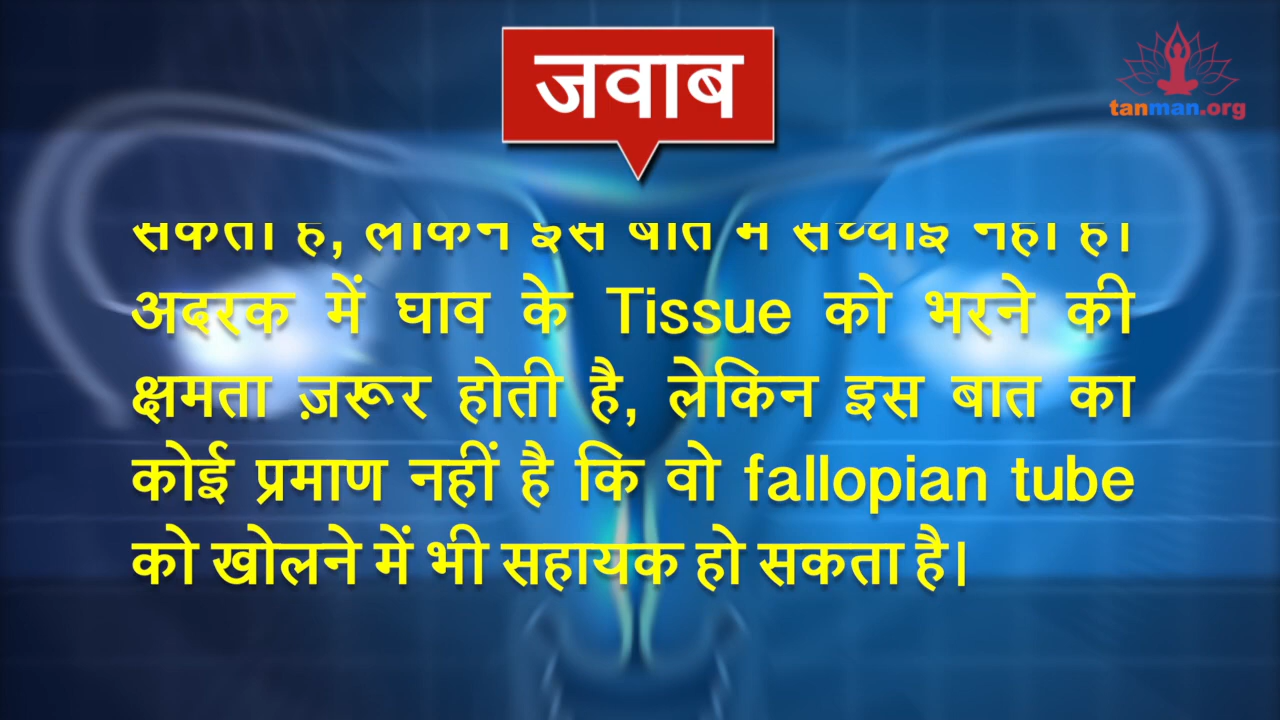 जवाब
tanman.org
सकता है, लेकिन इस बात में सच्चाई नहीं है।
अदरक में घाव के Tissue को भरने की
क्षमता ज़रूर होती है, लेकिन इस बात का
कोई प्रमाण नहीं है कि वो fallopian tube
को खोलने में भी सहायक हो सकता है।